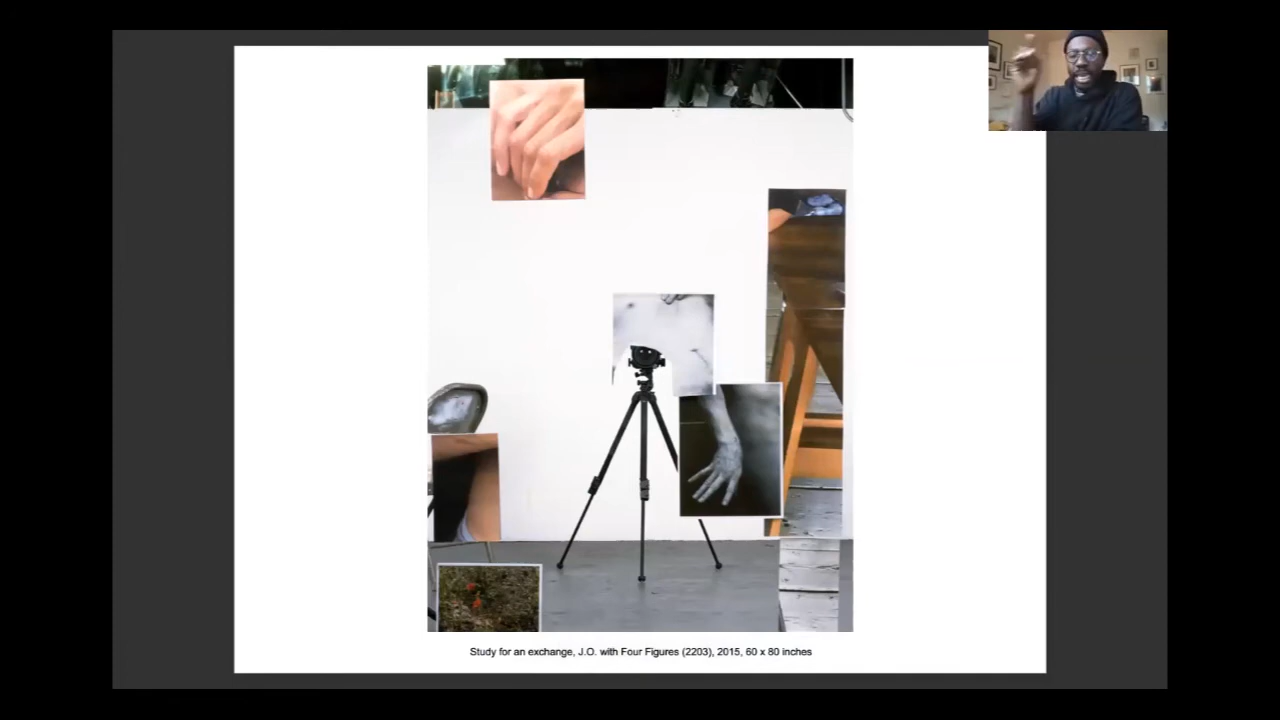 Study for an exchange, J.O. with Four Figures (2203), 2015, 60 x 80 inches